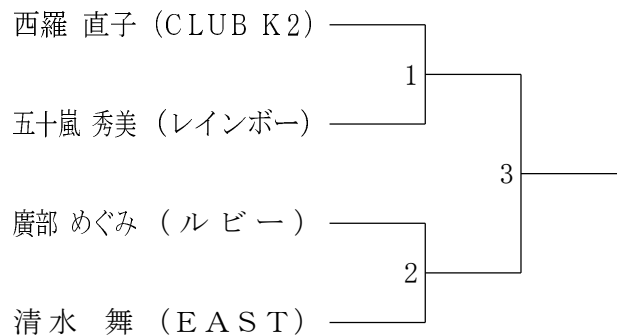 西羅 直子 (CLUB K2)
1
五十嵐 秀美 (レインボー)
3
廣部 めぐみ (ルビー)
2
清水 舞 (EAST)